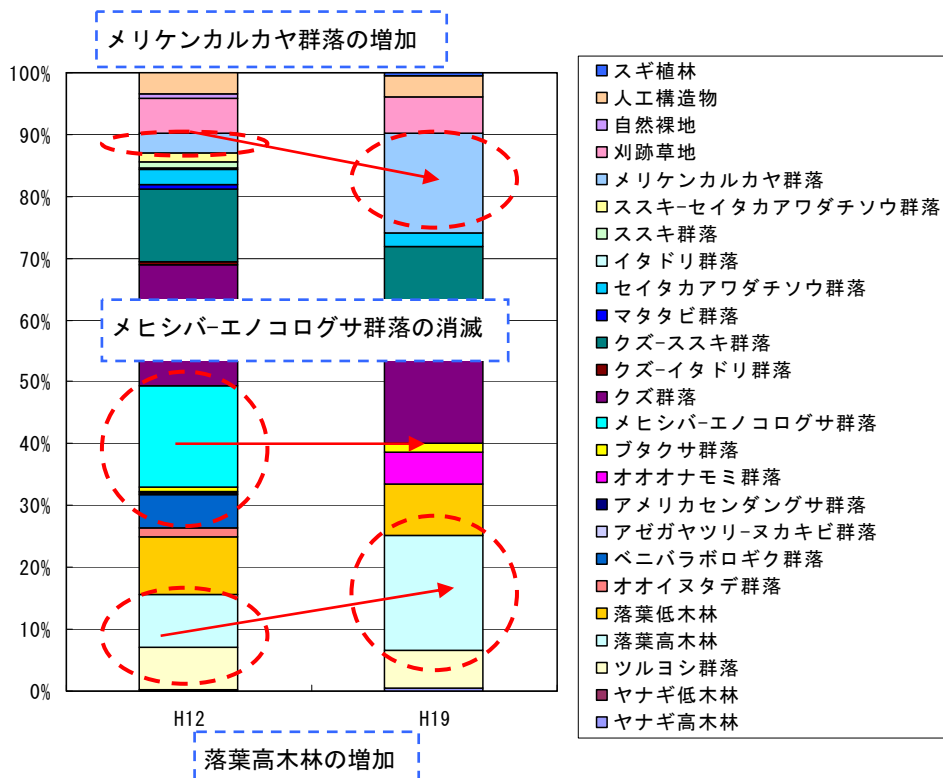 メリケンカルカヤ群落の増加
100%
90%
80%
70%
60%
50%
40%
30%
20%
10%
0%
メヒシバ-エノコログサ群落の消滅
H12
H19
落葉高木林の増加
スギ植林
人工構造物
自然裸地
刈跡草地
メリケンカルカヤ群落
ススキ-セイタカアワダチソウ群落
ススキ群落
イタドリ群落
セイタカアワダチソウ群落
マタタビ群落
クズ-ススキ群落
クズ-イタドリ群落
クズ群落
メヒシバ-エノコログサ群落
ブタクサ群落
オオオナモミ群落
アメリカセンダングサ群落
アゼガヤツリ-ヌカキビ群落
ベニバラボロギク群落
オオイヌタデ群落
落葉低木林
落葉高木林
ツルヨシ群落
ヤナギ低木林
ヤナギ高木林